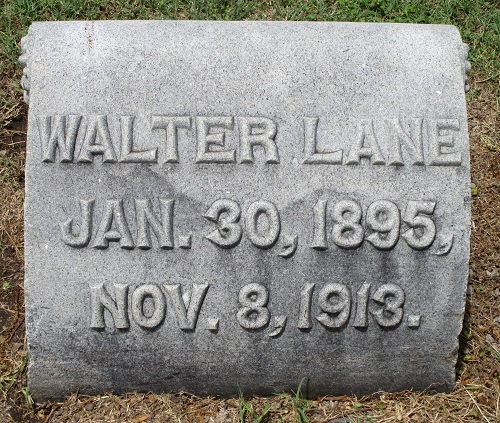 WALTER LANE
JAN. 30, 1895,
NOV. 8, 1913.